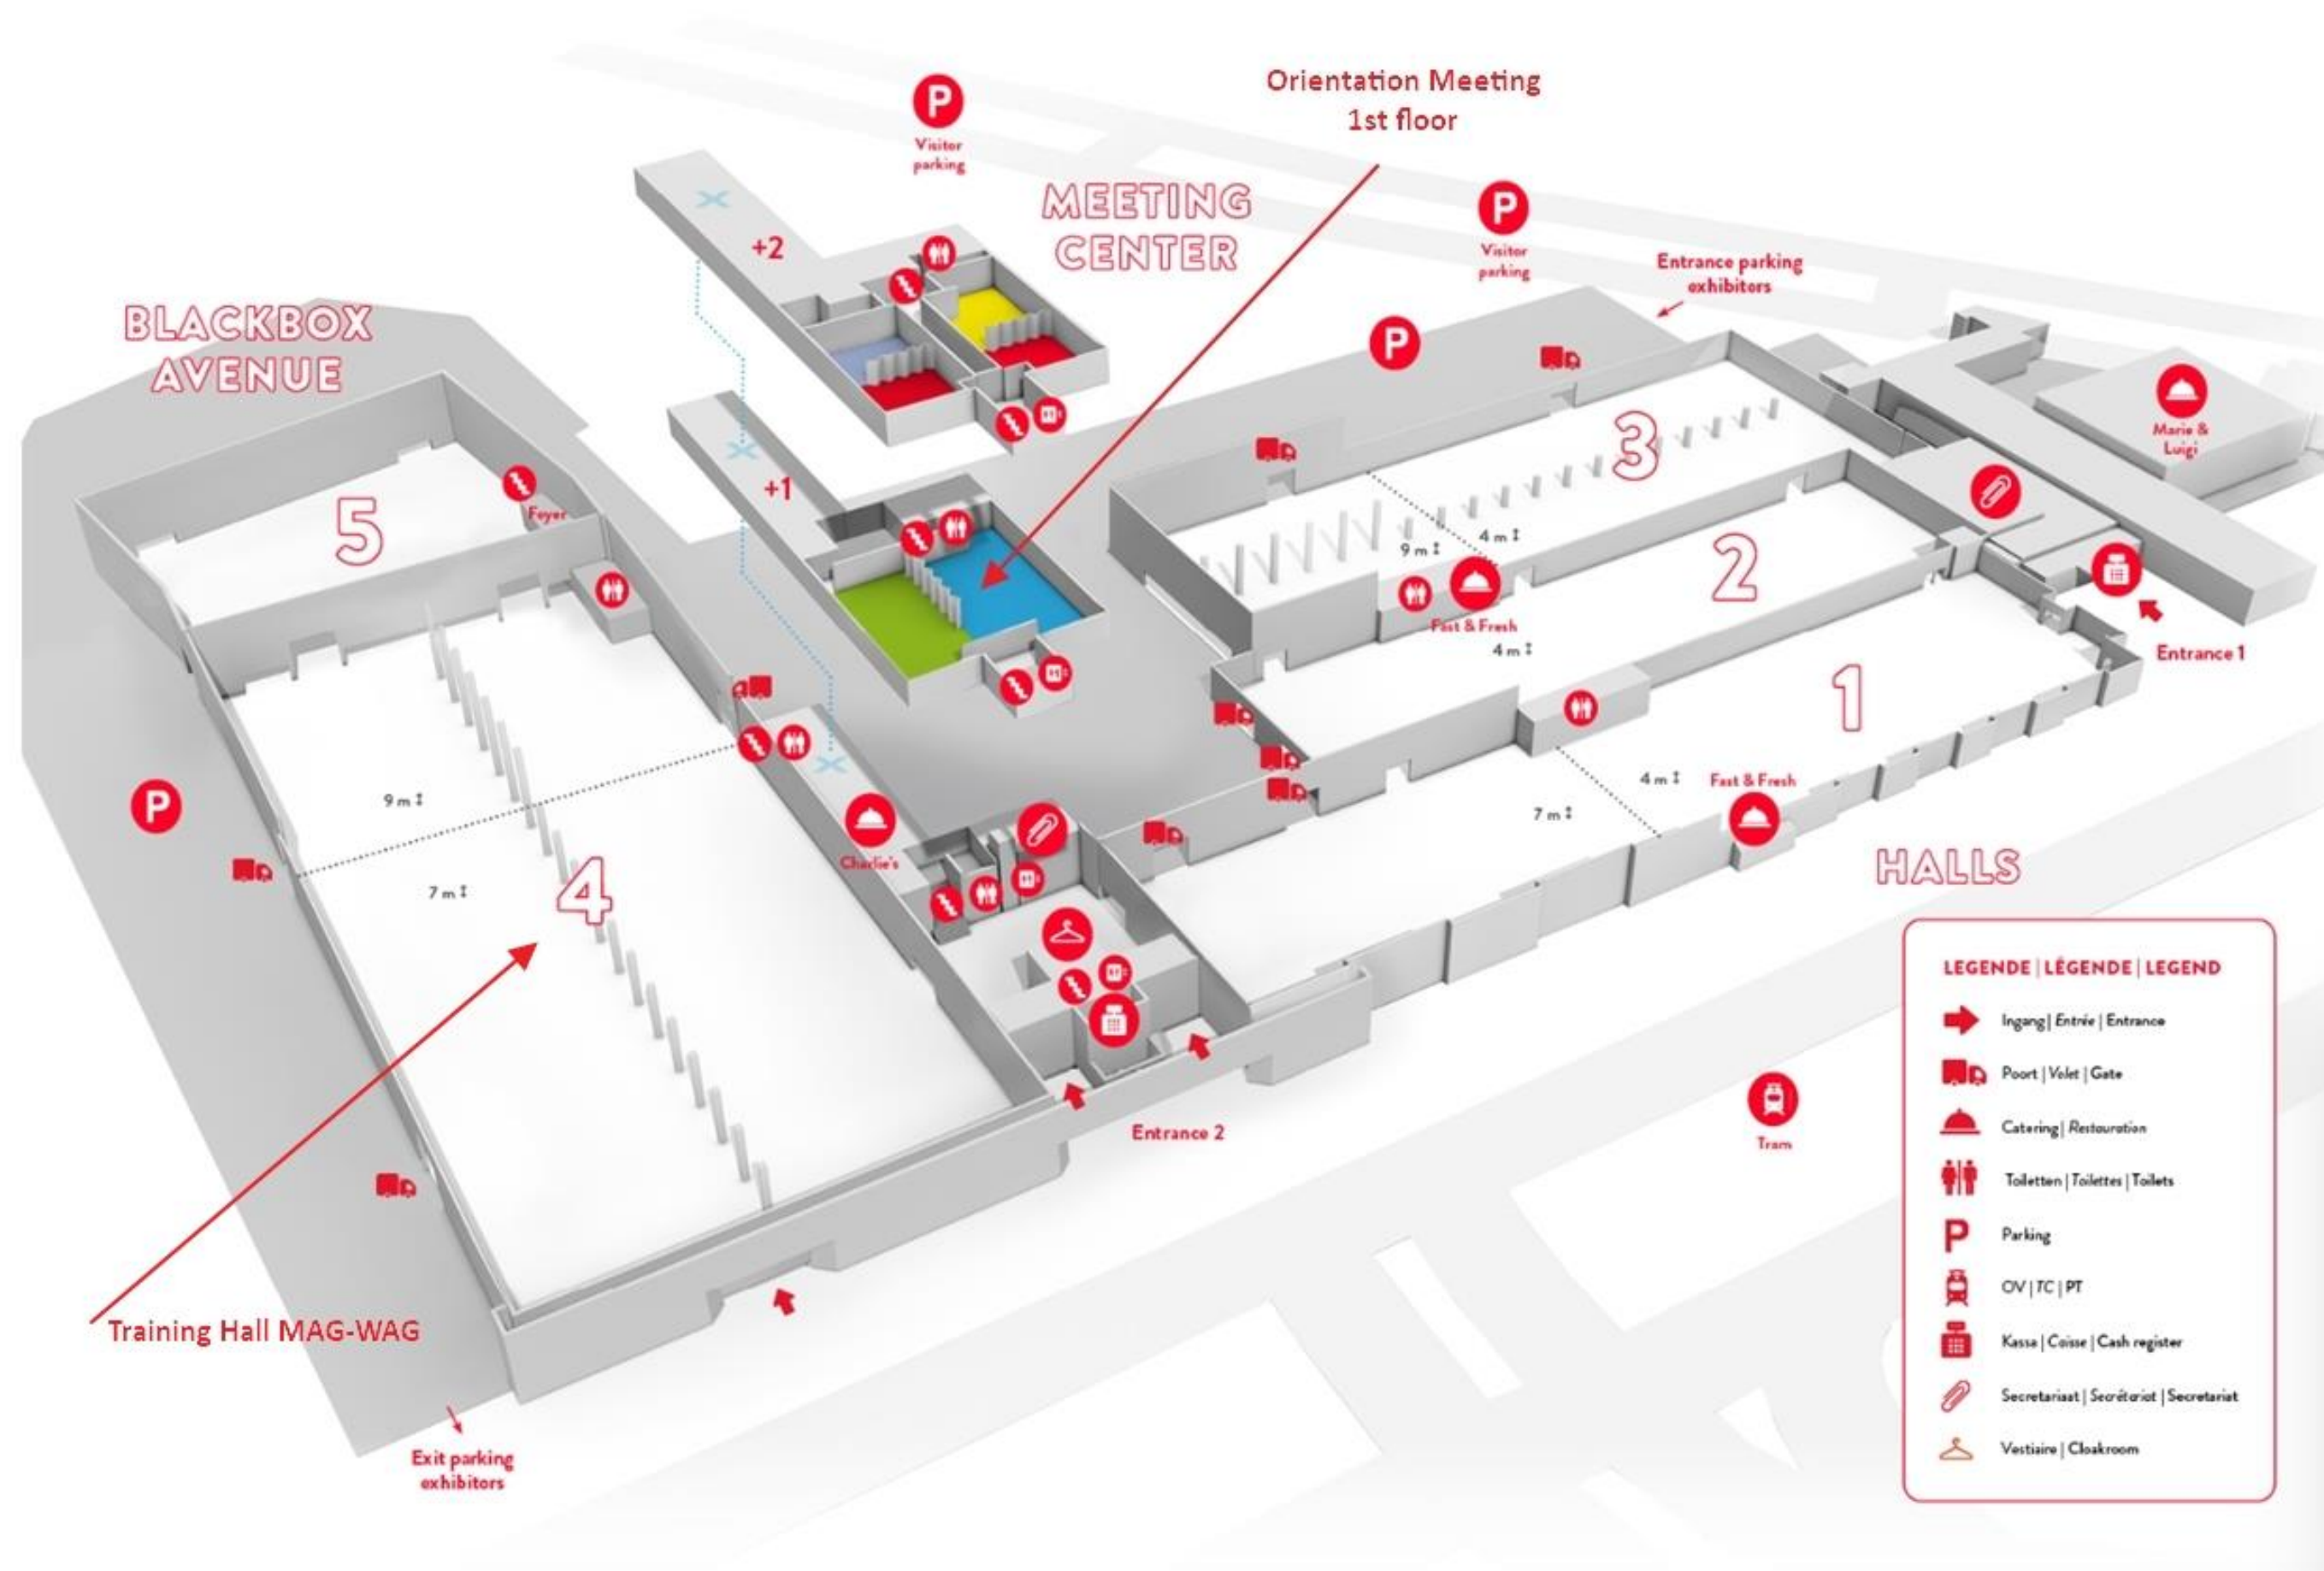 Orientation Meeting
1st floor
P
Visitor
parking
MEETING
CENTER
P
Visitor
parking
Entrance parking
exhibitors
+2
BLACKBOX
AVENUE
P
Marie &
Luigi
3
+1
5
Foyer
9 m
4 m
2
Fast & Fresh
4 m
Entrance 1
1
P
9 m
4 m
Fast & Fresh
7 m
Charlie's
HALLS
7 m
4
LEGENDE | LÉGENDE | LEGEND
Ingang | Entrée | Entrance
Poort | Volet | Gate
Catering | Restauration
Toiletten | Toilettes | Toilets
P Parking
OV | TC | PT
Kassa | Caisse | Cash register
Secretariaat | Secrétariat | Secretariat
Vestiaire | Cloakroom
Entrance 2
Tram
Training Hall MAG-WAG
Exit parking
exhibitors